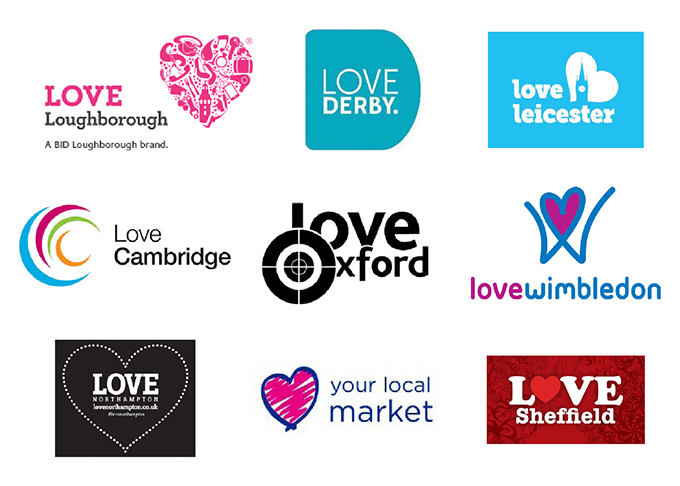 LOVE
Loughborough
®
A BID Loughborough brand.
LOVE
DERBY.
love
leicester
Love
Cambridge
love
Oxford
lovewimbledon
LOVE
NORTHAMPTON
lovenorthampton.co.uk
#lovenorthampton
your local
market
LOVE
Sheffield